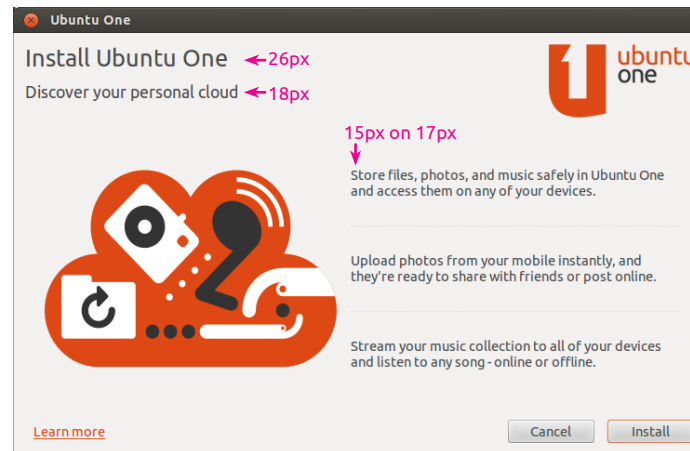 Ubuntu One
Install Ubuntu One 26px
Discover your personal cloud 18px
ubuntu
one
15px on 17px
Store files, photos, and music safely in Ubuntu One
and access them on any of your devices.
Upload photos from your mobile instantly, and
they're ready to share with friends or post online.
Stream your music collection to all of your devices
and listen to any song - online or offline.
Learn more
Cancel
Install